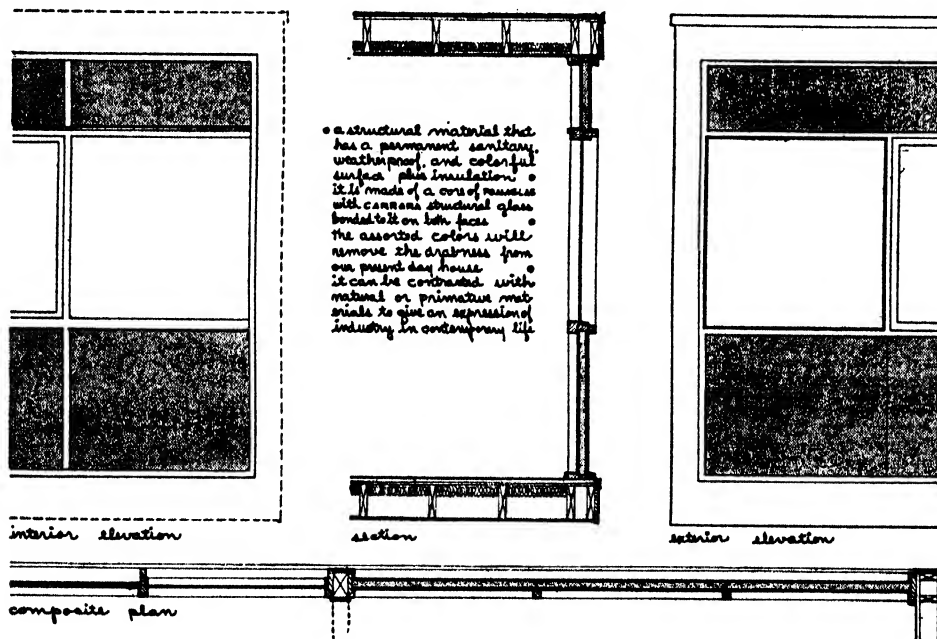 • a structural material that
has a permanent sanitary,
weatherproof, and colorful
surface plus insulation •
it is made of a core of
with carrara structural glass
bonded to it on both faces •
the assorted colors will
remove the drabness from
our present day house •
it can be contrasted with
natural or primative mat
erials to give an expression of
industry in contemporary life
interior elevation
section
exterior elevation
composite plan